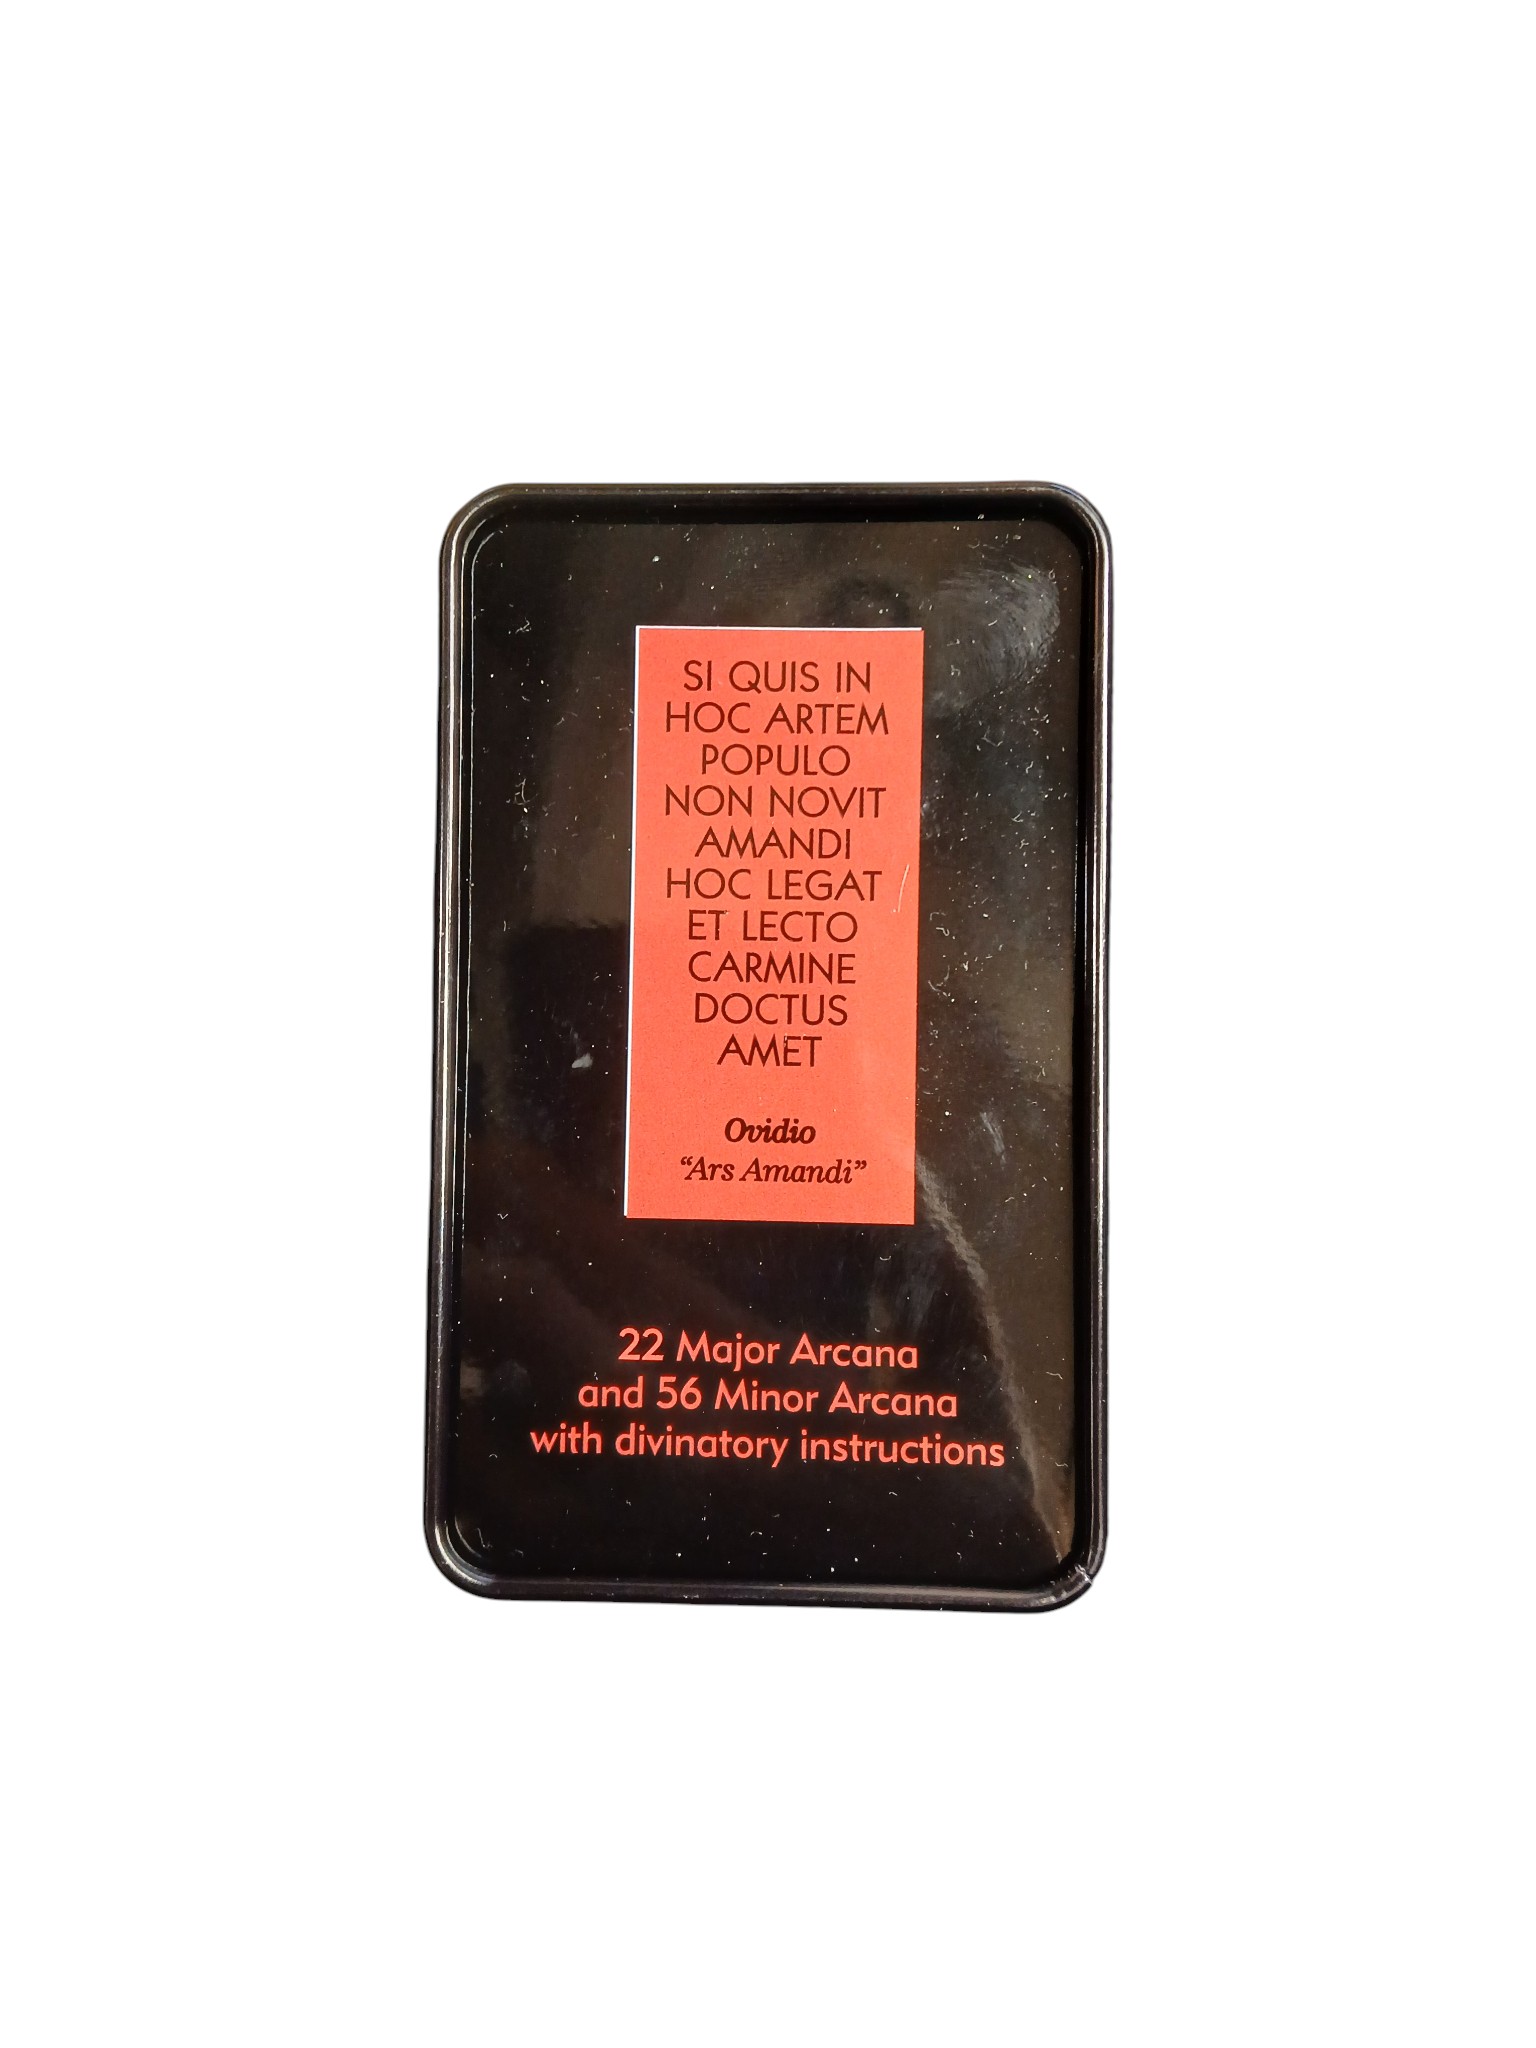 SI QUIS IN
HOC ARTEM
POPULO
NON NOVIT
AMANDI
HOC LEGAT
ET LECTO
CARMINE
DOCTUS
AMET
Ovidio
“Ars Amandi”
22 Major Arcana
and 56 Minor Arcana
with divinatory instructions